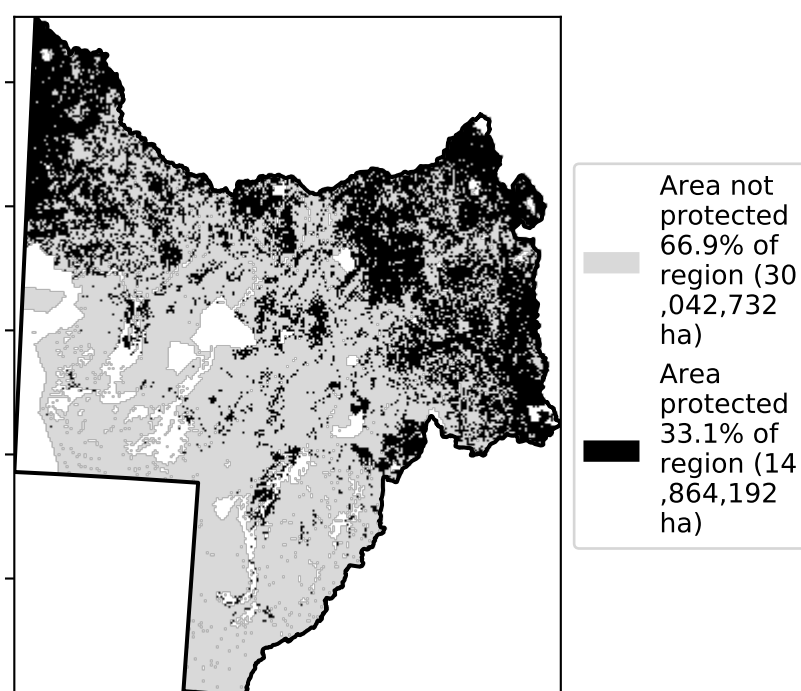 Area not
protected
66.9% of
region (30
,042,732
ha)
Area
protected
33.1% of
region (14
,864,192
ha)